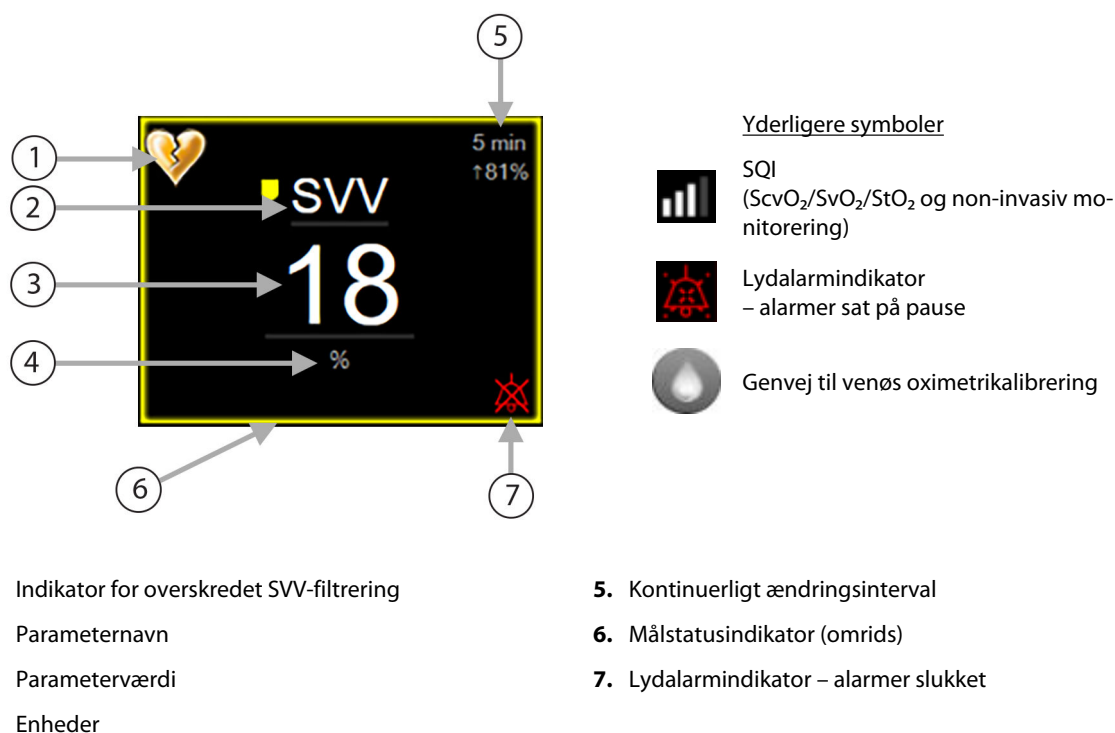 5
5 min
↑81%
1
SVV
2
18
3
%
4
6
7
Yderligere symboler
SQI
(ScvO₂/SvO₂/StO₂ og non-invasiv mo-
nitorering)
Lydalarmindikator
– alarmer sat på pause
Genvej til venøs oximetrikalibrering
Indikator for overskredet SVV-filtrering
Parameternavn
Parameterværdi
Enheder
5. Kontinuerligt ændringsinterval
6. Målstatusindikator (omrids)
7. Lydalarmindikator – alarmer slukket